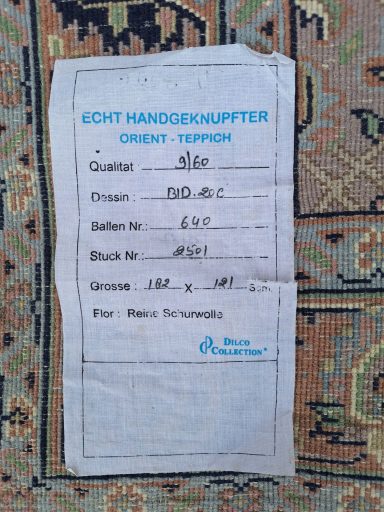 ECHT HANDGEKNUPFTER
ORIENT - TEPPICH
Qualitat 9/60
Dessin : BID.20C
Ballen Nr.: 640
Stuck Nr.: 2501
Grosse : 182 X 121
Flor : Reine Schurwolle
DILCO
COLLECTION